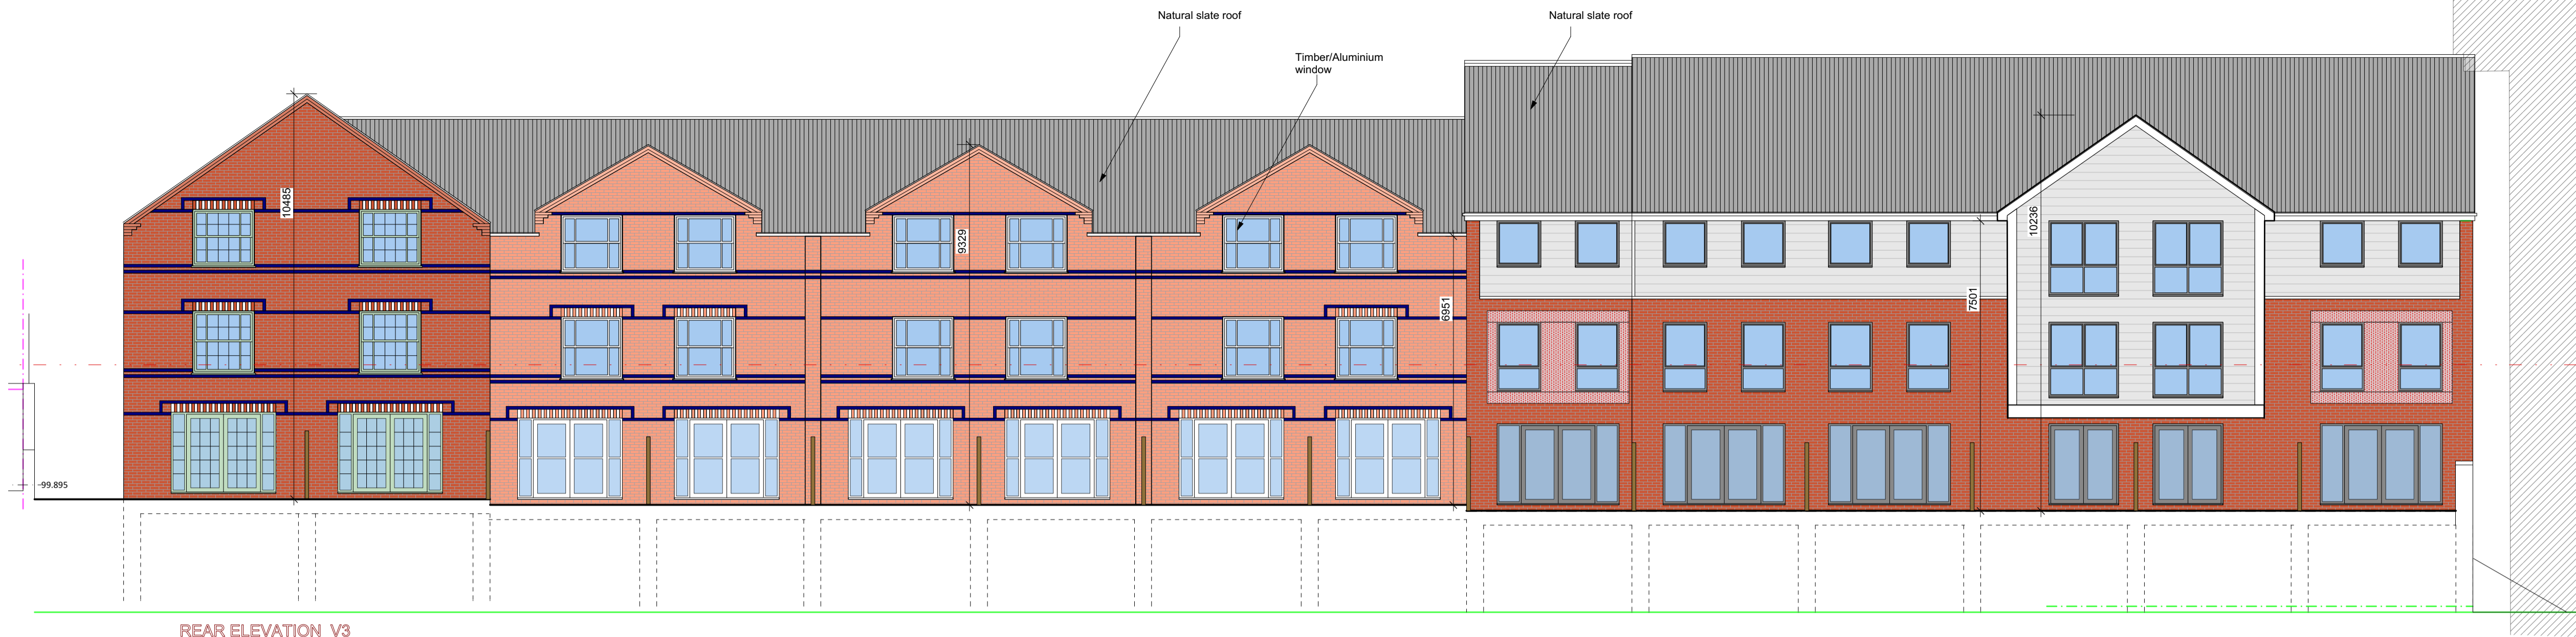 Natural slate roof
Natural slate roof
Timber/Aluminium
window
10485
9329
6951
7501
10236
99.895
REAR ELEVATION V3